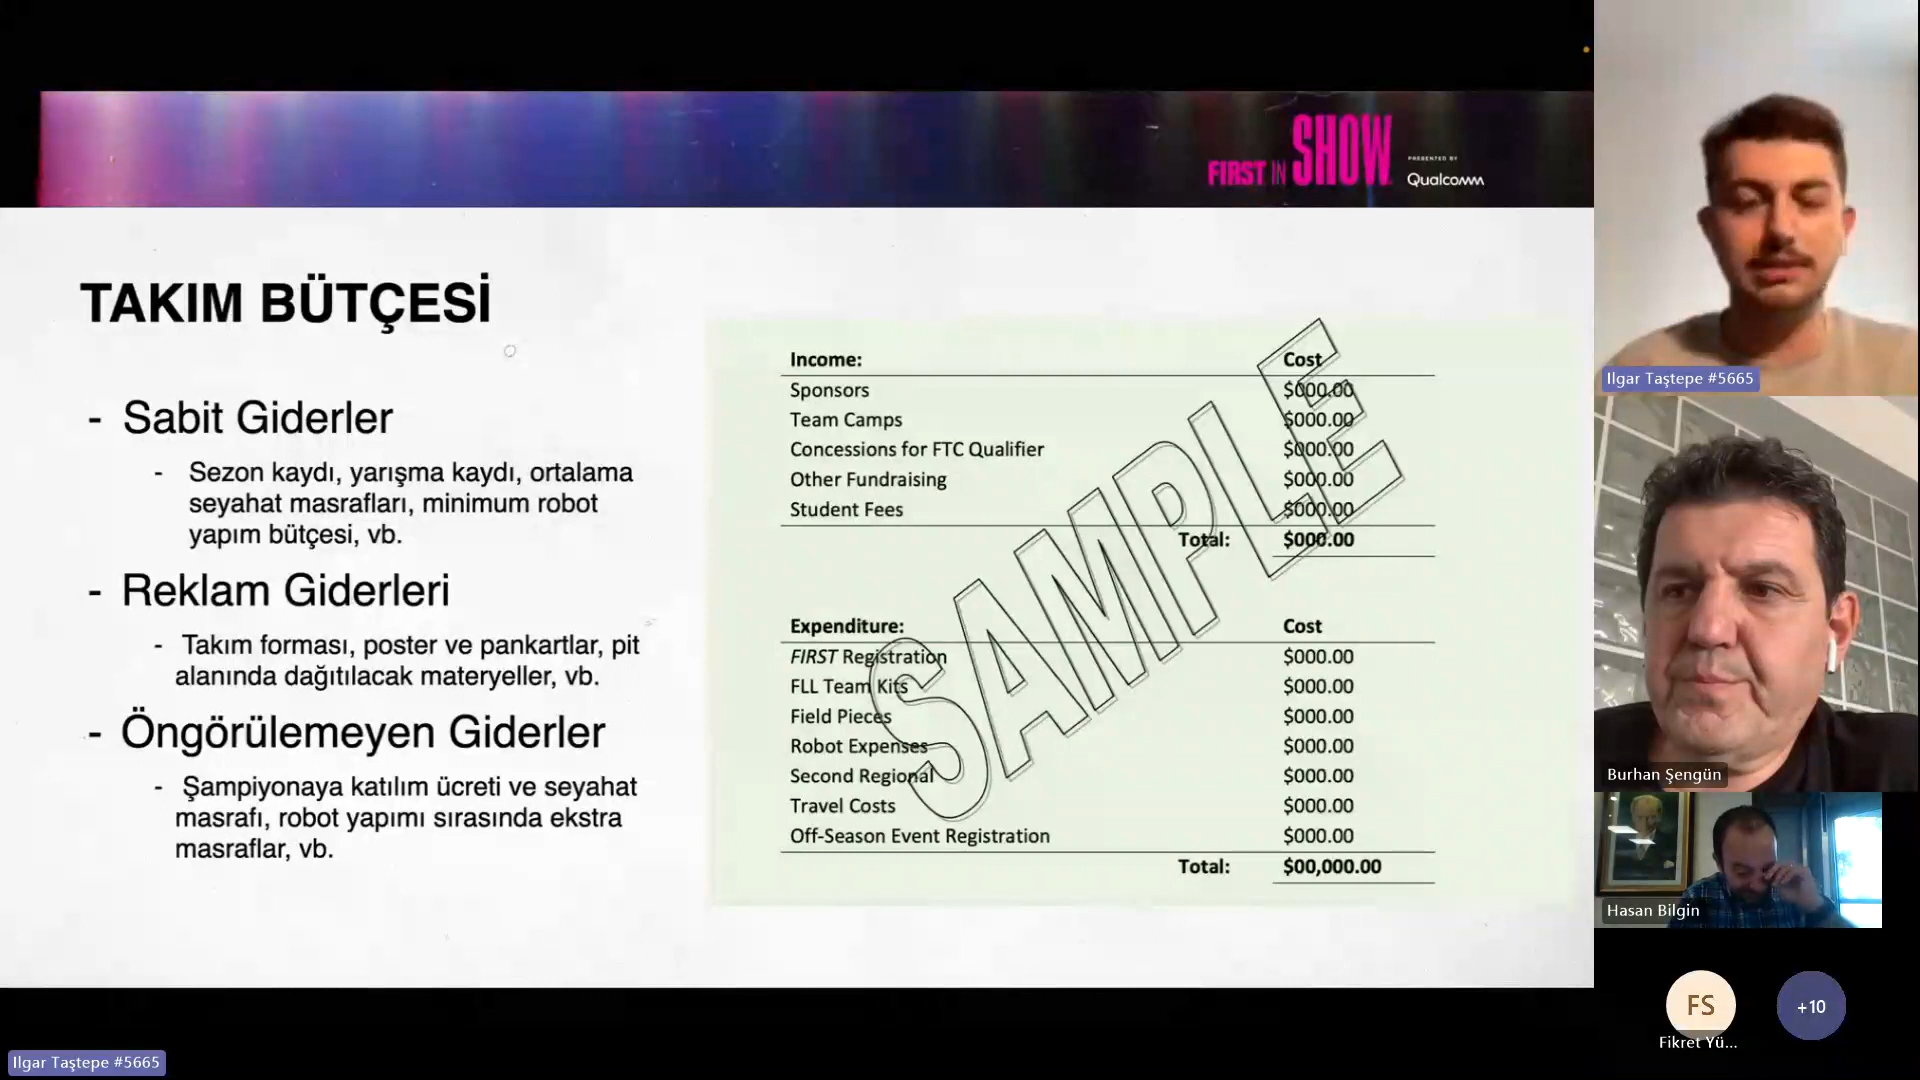 FIRST IN SHOW
PRESENTED BY
Qualcomm
TAKIM BÜTÇESİ
- Sabit Giderler
- Sezon kaydı, yarışma kaydı, ortalama
seyahat masrafları, minimum robot
yapım bütçesi, vb.
- Reklam Giderleri
- Takım forması, poster ve pankartlar, pit
alanında dağıtılacak materyeller, vb.
- Öngörülemeyen Giderler
- Şampiyonaya katılım ücreti ve seyahat
masrafı, robot yapımı sırasında ekstra
masraflar, vb.
Income: Cost
Sponsors $000.00
Team Camps $000.00
Concessions for FTC Qualifier $000.00
Other Fundraising $000.00
Student Fees $000.00
Total: $000.00
Expenditure: Cost
FIRST Registration $000.00
FLL Team Kits $000.00
Field Pieces $000.00
Robot Expenses $000.00
Second Regional $000.00
Travel Costs $000.00
Off-Season Event Registration $000.00
Total: $00,000.00
SAMPLE
Ilgar Taştepe #5665
Burhan Şengün
Hasan Bilgin
FS
Fikret Yü...
+10
Ilgar Taştepe #5665